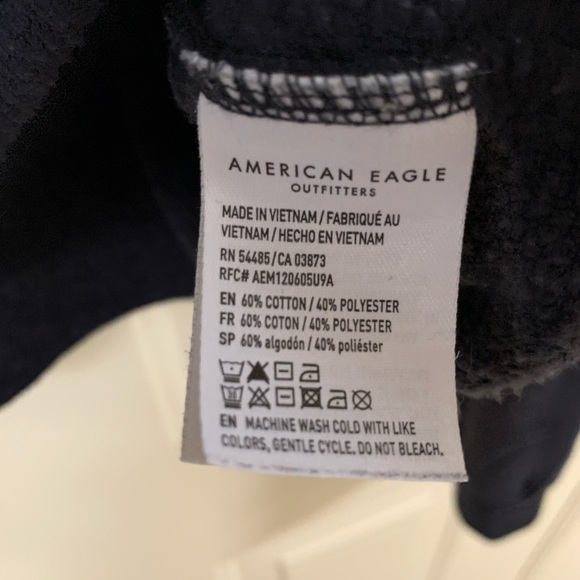 AMERICAN EAGLE
OUTFITTERS
MADE IN VIETNAM / FABRIQUÉ AU
VIETNAM / HECHO EN VIETNAM
RN 54485/CA 03873
RFC# AEM120605U9A
EN 60% COTTON / 40% POLYESTER
FR 60% COTON / 40% POLYESTER
SP 60% algodón / 40% poliéster
EN MACHINE WASH COLD WITH LIKE
COLORS, GENTLE CYCLE. DO NOT BLEACH.